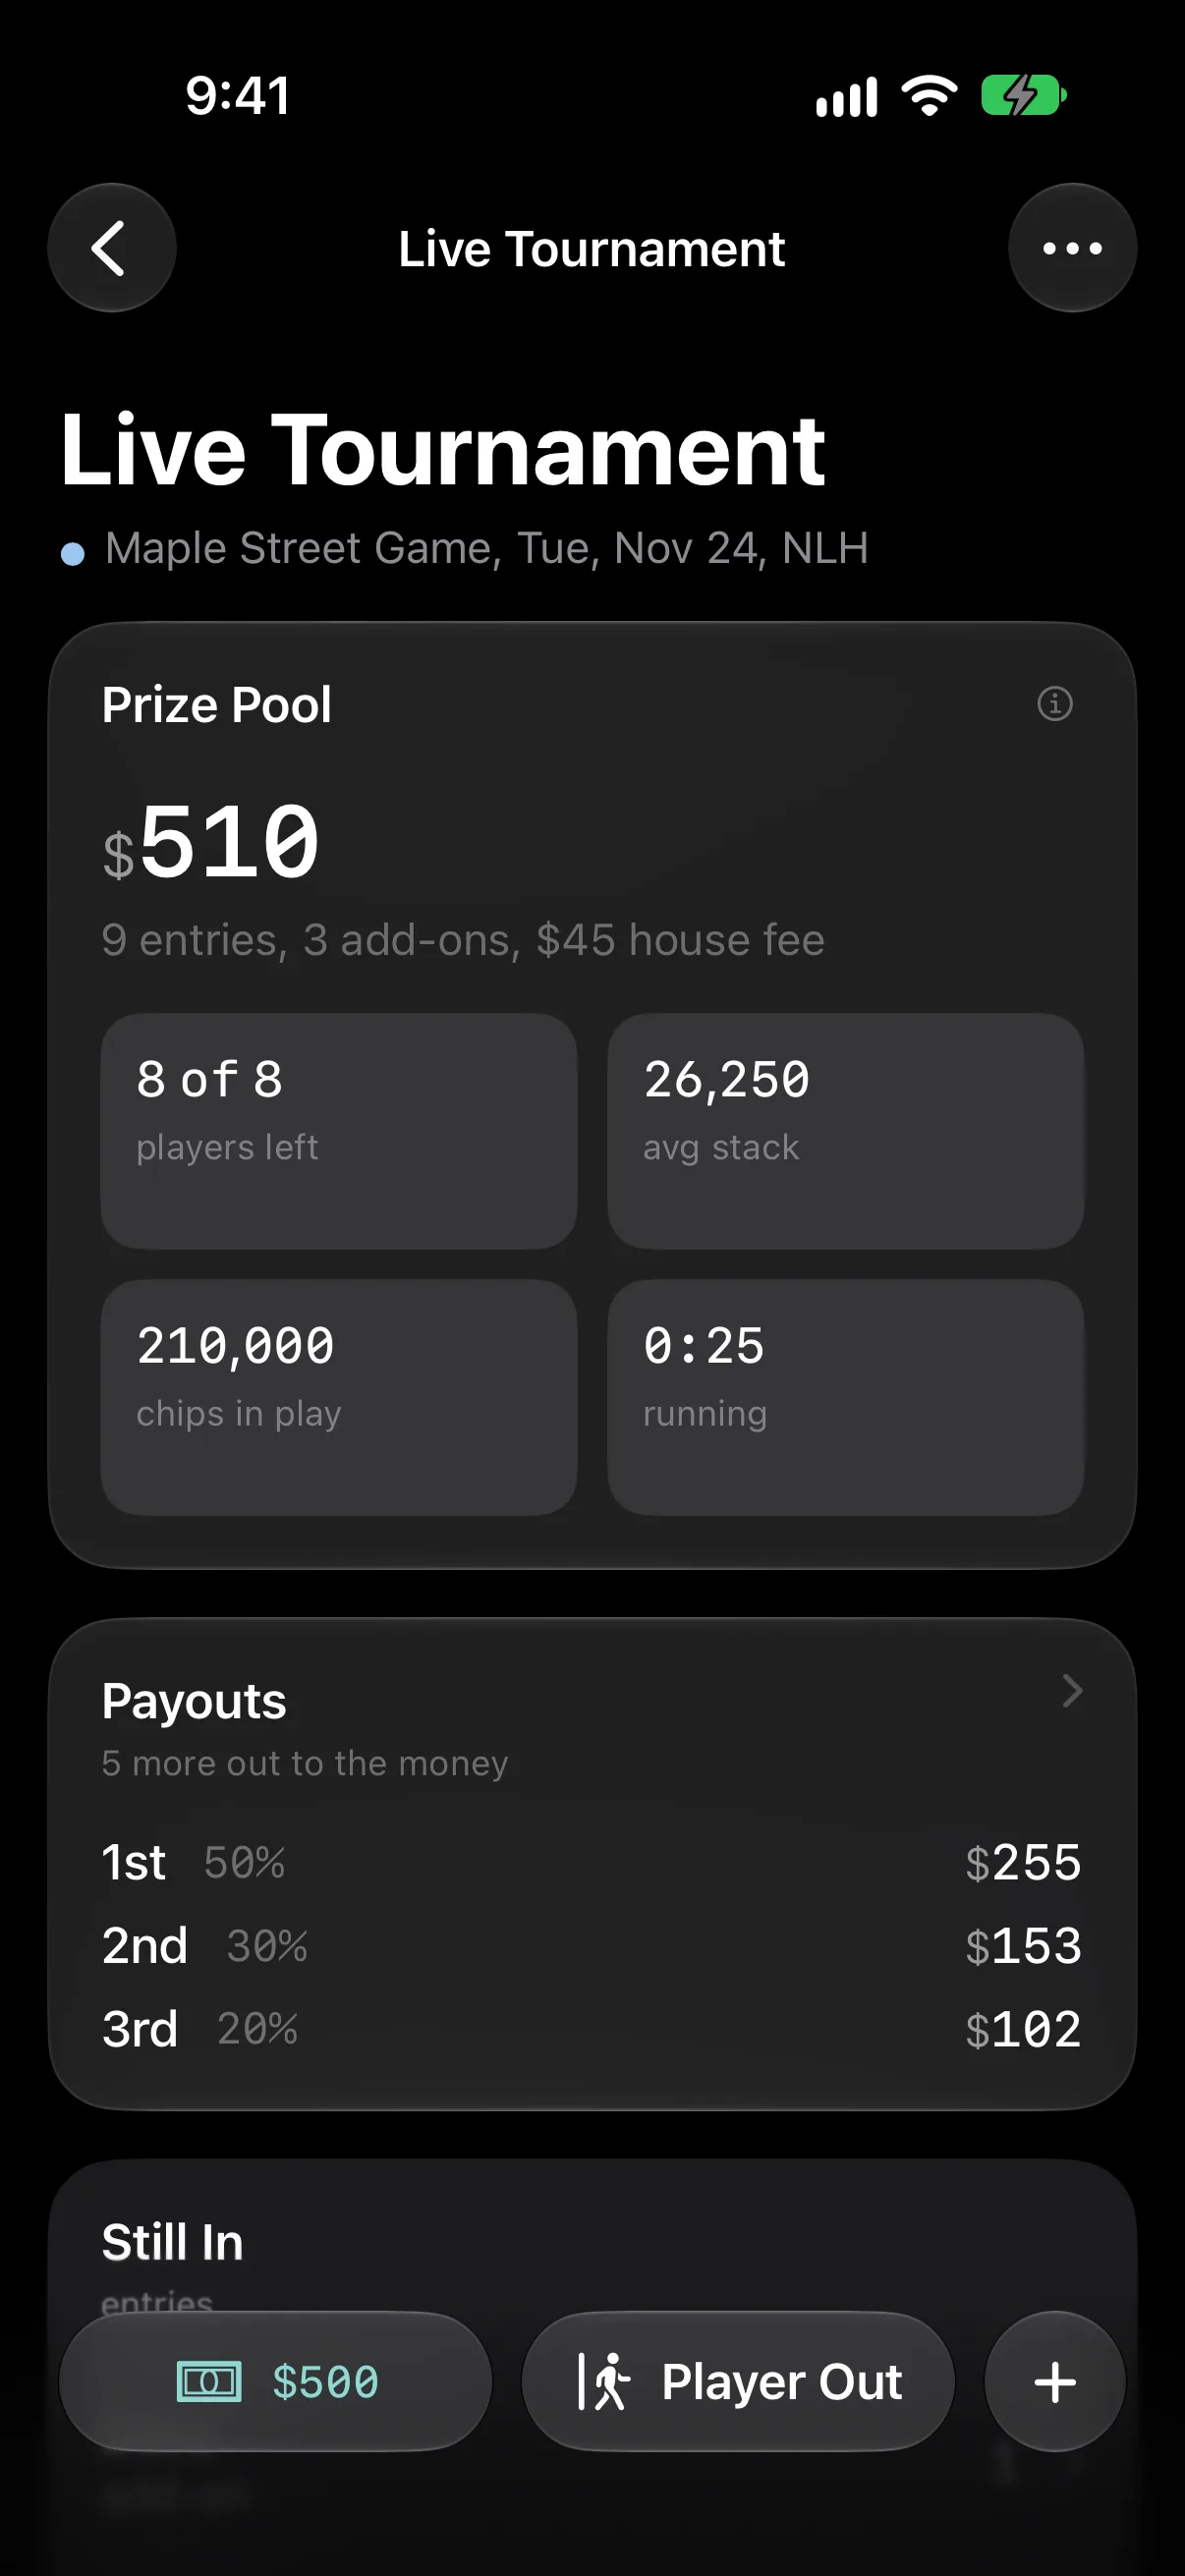 9:41
Live Tournament
Live Tournament
Maple Street Game, Tue, Nov 24, NLH
Prize Pool
$510
9 entries, 3 add-ons, $45 house fee
8 of 8
players left
26,250
avg stack
210,000
chips in play
0:25
running
Payouts
5 more out to the money
1st 50% $255
2nd 30% $153
3rd 20% $102
Still In
entries
$500
Player Out